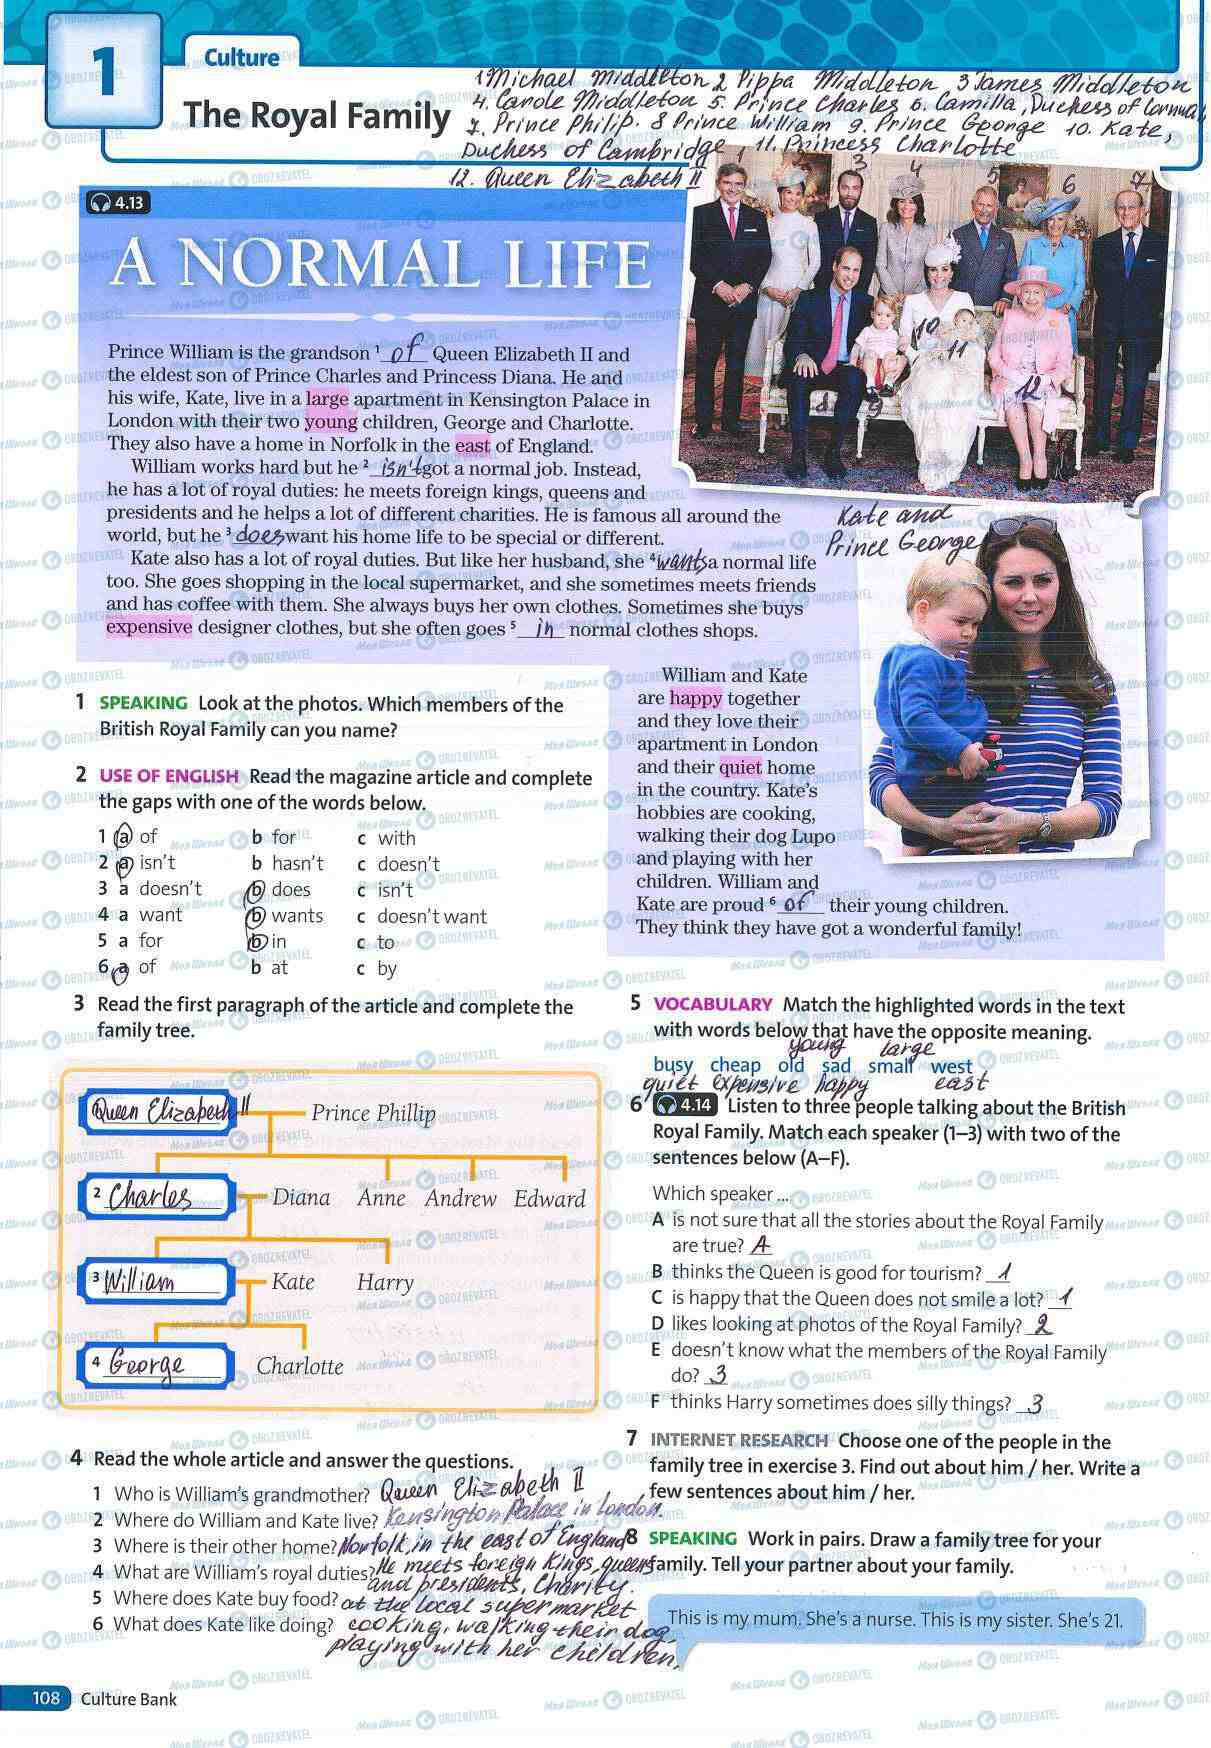 1
Culture
The Royal Family
1 Michael Middleton 2 Pippa Middleton 3 James Middleton
4. Carole Middleton 5. Prince Charles 6. Camilla, Duchess of Cornwa
7. Prince Philip. 8 Prince William 9. Prince George 10. Kate,
Duchess of Cambridge 11. Princess Charlotte
12. Queen Elizabeth II
1 3 4 5 6 7
10 11 12 8 9
4.13
A NORMAL LIFE
Prince William is the grandson 1 of Queen Elizabeth II and
the eldest son of Prince Charles and Princess Diana. He and
his wife, Kate, live in a large apartment in Kensington Palace in
London with their two young children, George and Charlotte.
They also have a home in Norfolk in the east of England.
William works hard but he 2 isn't got a normal job. Instead,
he has a lot of royal duties: he meets foreign kings, queens and
presidents and he helps a lot of different charities. He is famous all around the
world, but he 3 does want his home life to be special or different.
Kate also has a lot of royal duties. But like her husband, she 4 wants a normal life
too. She goes shopping in the local supermarket, and she sometimes meets friends
and has coffee with them. She always buys her own clothes. Sometimes she buys
expensive designer clothes, but she often goes 5 in normal clothes shops.
Kate and
Prince George
William and Kate
are happy together
and they love their
apartment in London
and their quiet home
in the country. Kate's
hobbies are cooking,
walking their dog Lupo
and playing with her
children. William and
Kate are proud 6 of their young children.
They think they have got a wonderful family!
1 SPEAKING Look at the photos. Which members of the
British Royal Family can you name?
2 USE OF ENGLISH Read the magazine article and complete
the gaps with one of the words below.
1 a of b for c with
2 a isn't b hasn't c doesn't
3 a doesn't b does c isn't
4 a want b wants c doesn't want
5 a for b in c to
6 a of b at c by
3 Read the first paragraph of the article and complete the
family tree.
Queen Elizabeth II Prince Phillip
2 Charles Diana Anne Andrew Edward
3 William Kate Harry
4 George Charlotte
4 Read the whole article and answer the questions.
1 Who is William's grandmother? Queen Elizabeth II
2 Where do William and Kate live? Kensington Palace in London.
3 Where is their other home? Norfolk, in the east of England
4 What are William's royal duties? He meets foreign kings, queens
and presidents, charity.
5 Where does Kate buy food? at the local supermarket
6 What does Kate like doing? cooking, walking their dog,
playing with her children.
5 VOCABULARY Match the highlighted words in the text
with words below that have the opposite meaning.
young large
busy cheap old sad small west
quiet expensive happy east
6 4.14 Listen to three people talking about the British
Royal Family. Match each speaker (1–3) with two of the
sentences below (A–F).
Which speaker ...
A is not sure that all the stories about the Royal Family
are true? A
B thinks the Queen is good for tourism? 1
C is happy that the Queen does not smile a lot? 1
D likes looking at photos of the Royal Family? 2
E doesn't know what the members of the Royal Family
do? 3
F thinks Harry sometimes does silly things? 3
7 INTERNET RESEARCH Choose one of the people in the
family tree in exercise 3. Find out about him / her. Write a
few sentences about him / her.
8 SPEAKING Work in pairs. Draw a family tree for your
family. Tell your partner about your family.
This is my mum. She's a nurse. This is my sister. She's 21.
108 Culture Bank
Моя Школа OBOZREVATEL